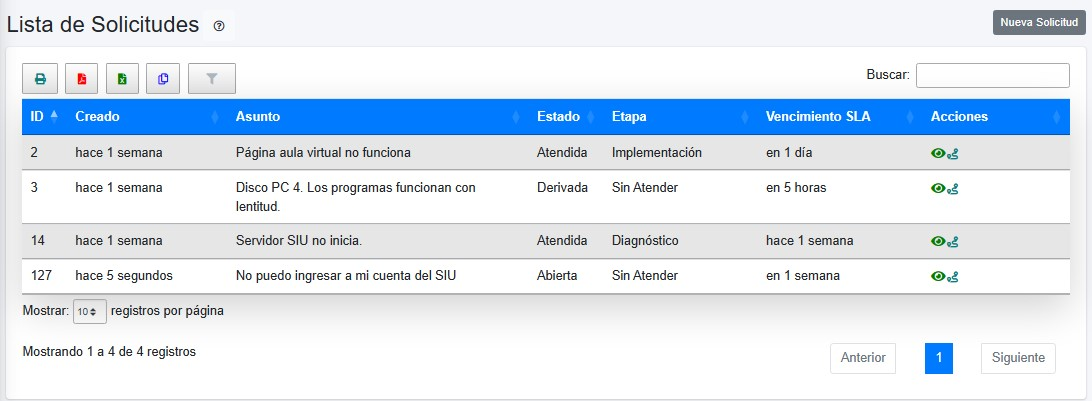 Lista de Solicitudes
Nueva Solicitud
Buscar:
ID Creado Asunto Estado Etapa Vencimiento SLA Acciones
2 hace 1 semana Página aula virtual no funciona Atendida Implementación en 1 día
3 hace 1 semana Disco PC 4. Los programas funcionan con Derivada Sin Atender en 5 horas
lentitud.
14 hace 1 semana Servidor SIU no inicia. Atendida Diagnóstico hace 1 semana
127 hace 5 segundos No puedo ingresar a mi cuenta del SIU Abierta Sin Atender en 1 semana
Mostrar: 10 registros por página
Mostrando 1 a 4 de 4 registros
Anterior 1 Siguiente